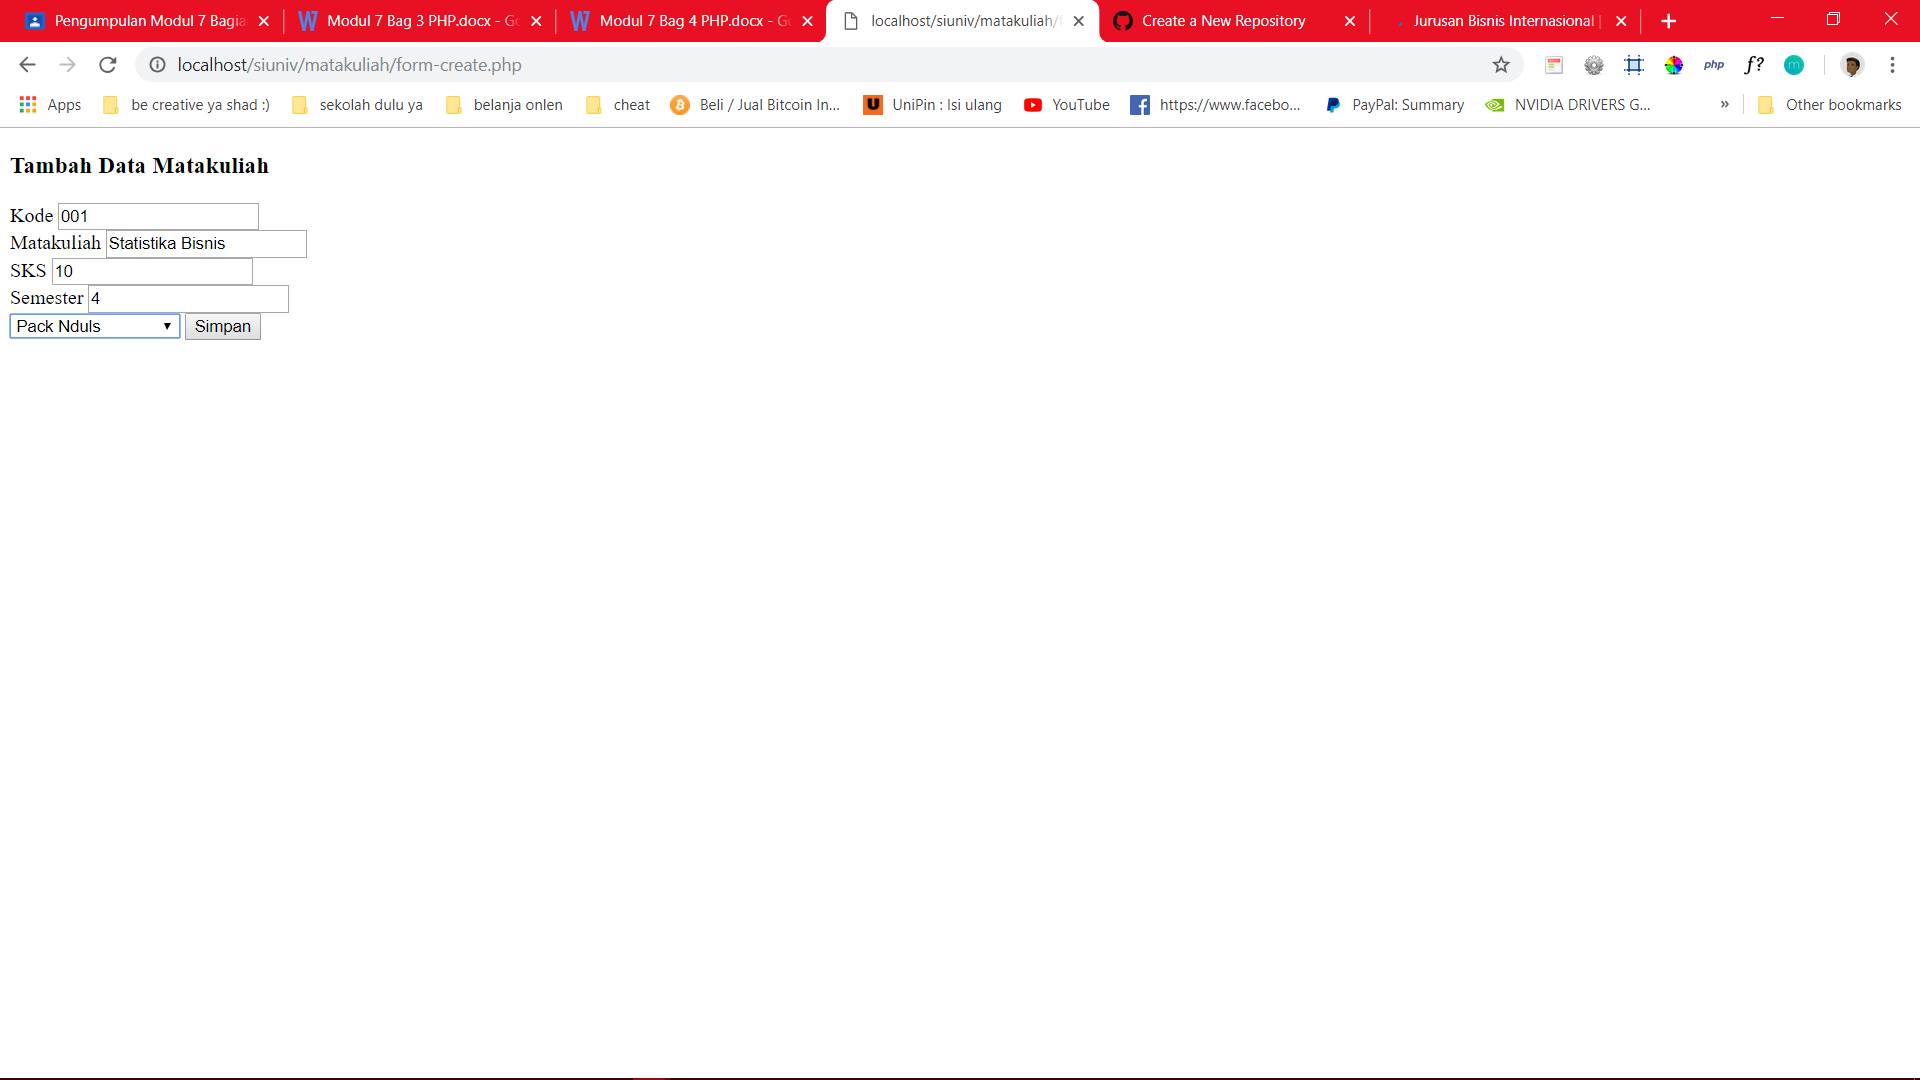 Pengumpulan Modul 7 Bagia
Modul 7 Bag 3 PHP.docx - Go
Modul 7 Bag 4 PHP.docx - Go
localhost/siuniv/matakuliah/f
Create a New Repository
Jurusan Bisnis Internasional |
localhost/siuniv/matakuliah/form-create.php
php
f?
m
Apps
be creative ya shad :)
sekolah dulu ya
belanja onlen
cheat
Beli / Jual Bitcoin In...
UniPin : Isi ulang
YouTube
https://www.facebo...
PayPal: Summary
NVIDIA DRIVERS G...
»
Other bookmarks
Tambah Data Matakuliah
Kode 001
Matakuliah Statistika Bisnis
SKS 10
Semester 4
Pack Nduls Simpan